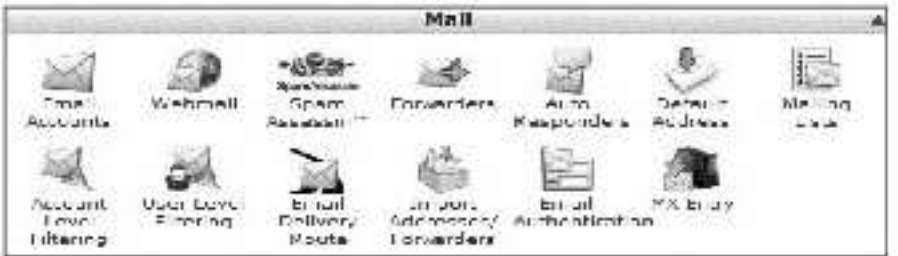 Mail
Email Webmail Spam Forwarders Auto Default Mailing
Accounts Assassin™ Responders Address Lists
Account User Level Email Import Email MX Entry
Level Filtering Delivery Addresses/ Authentication
Filtering Route Forwarders